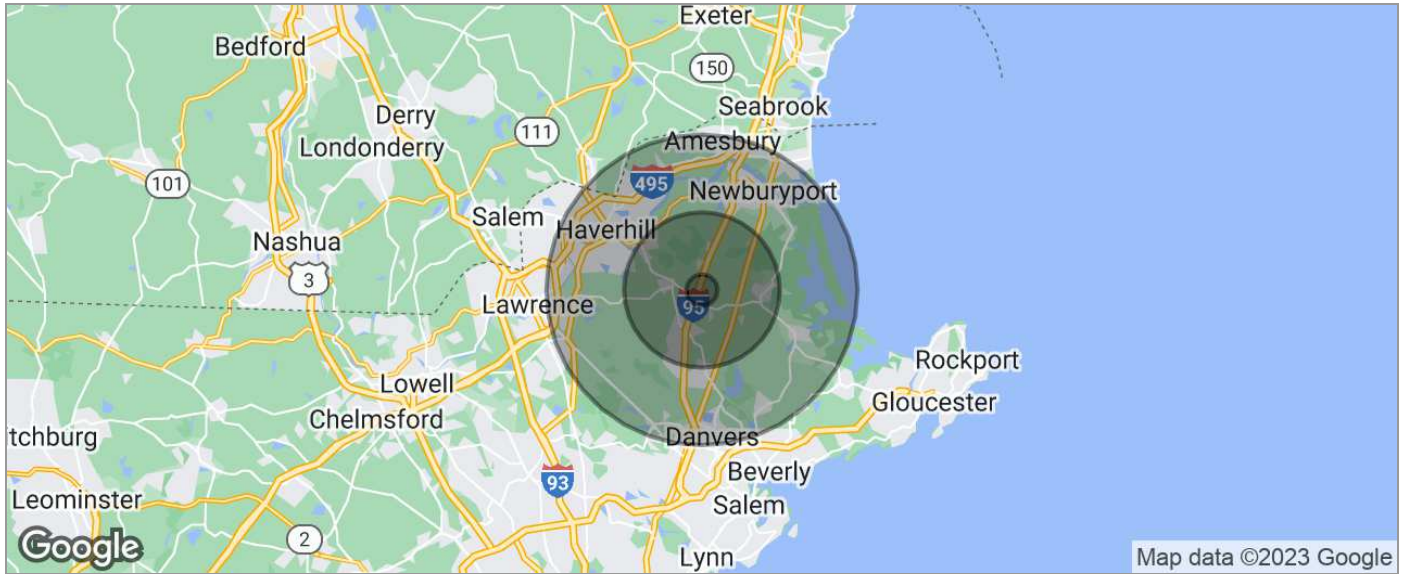 Exeter
Bedford
150
Seabrook
Derry
111
Amesbury
Londonderry
101
495
Newburyport
Salem
Haverhill
Nashua
3
95
Lawrence
Rockport
Lowell
Gloucester
Chelmsford
tchburg
Danvers
Beverly
93
Leominster
Salem
2
Google
Lynn
Map data ©2023 Google